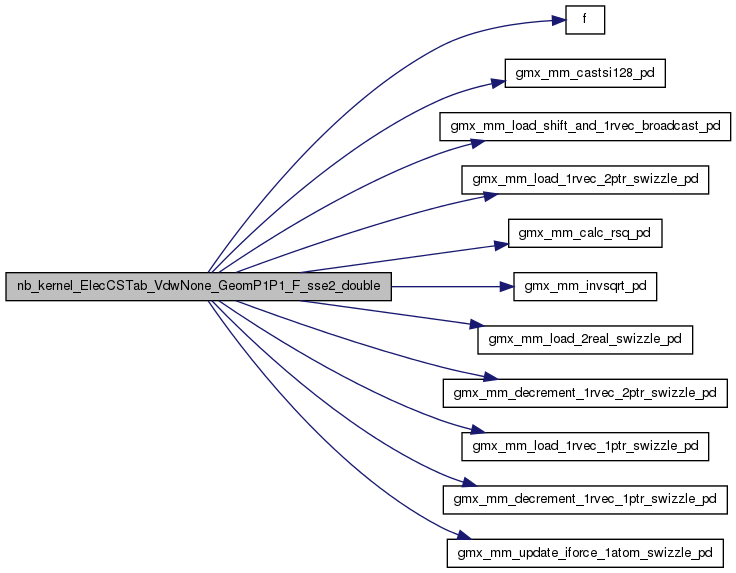 f
gmx_mm_castsi128_pd
gmx_mm_load_shift_and_1rvec_broadcast_pd
gmx_mm_load_1rvec_2ptr_swizzle_pd
gmx_mm_calc_rsq_pd
nb_kernel_ElecCSTab_VdwNone_GeomP1P1_F_sse2_double
gmx_mm_invsqrt_pd
gmx_mm_load_2real_swizzle_pd
gmx_mm_decrement_1rvec_2ptr_swizzle_pd
gmx_mm_load_1rvec_1ptr_swizzle_pd
gmx_mm_decrement_1rvec_1ptr_swizzle_pd
gmx_mm_update_iforce_1atom_swizzle_pd